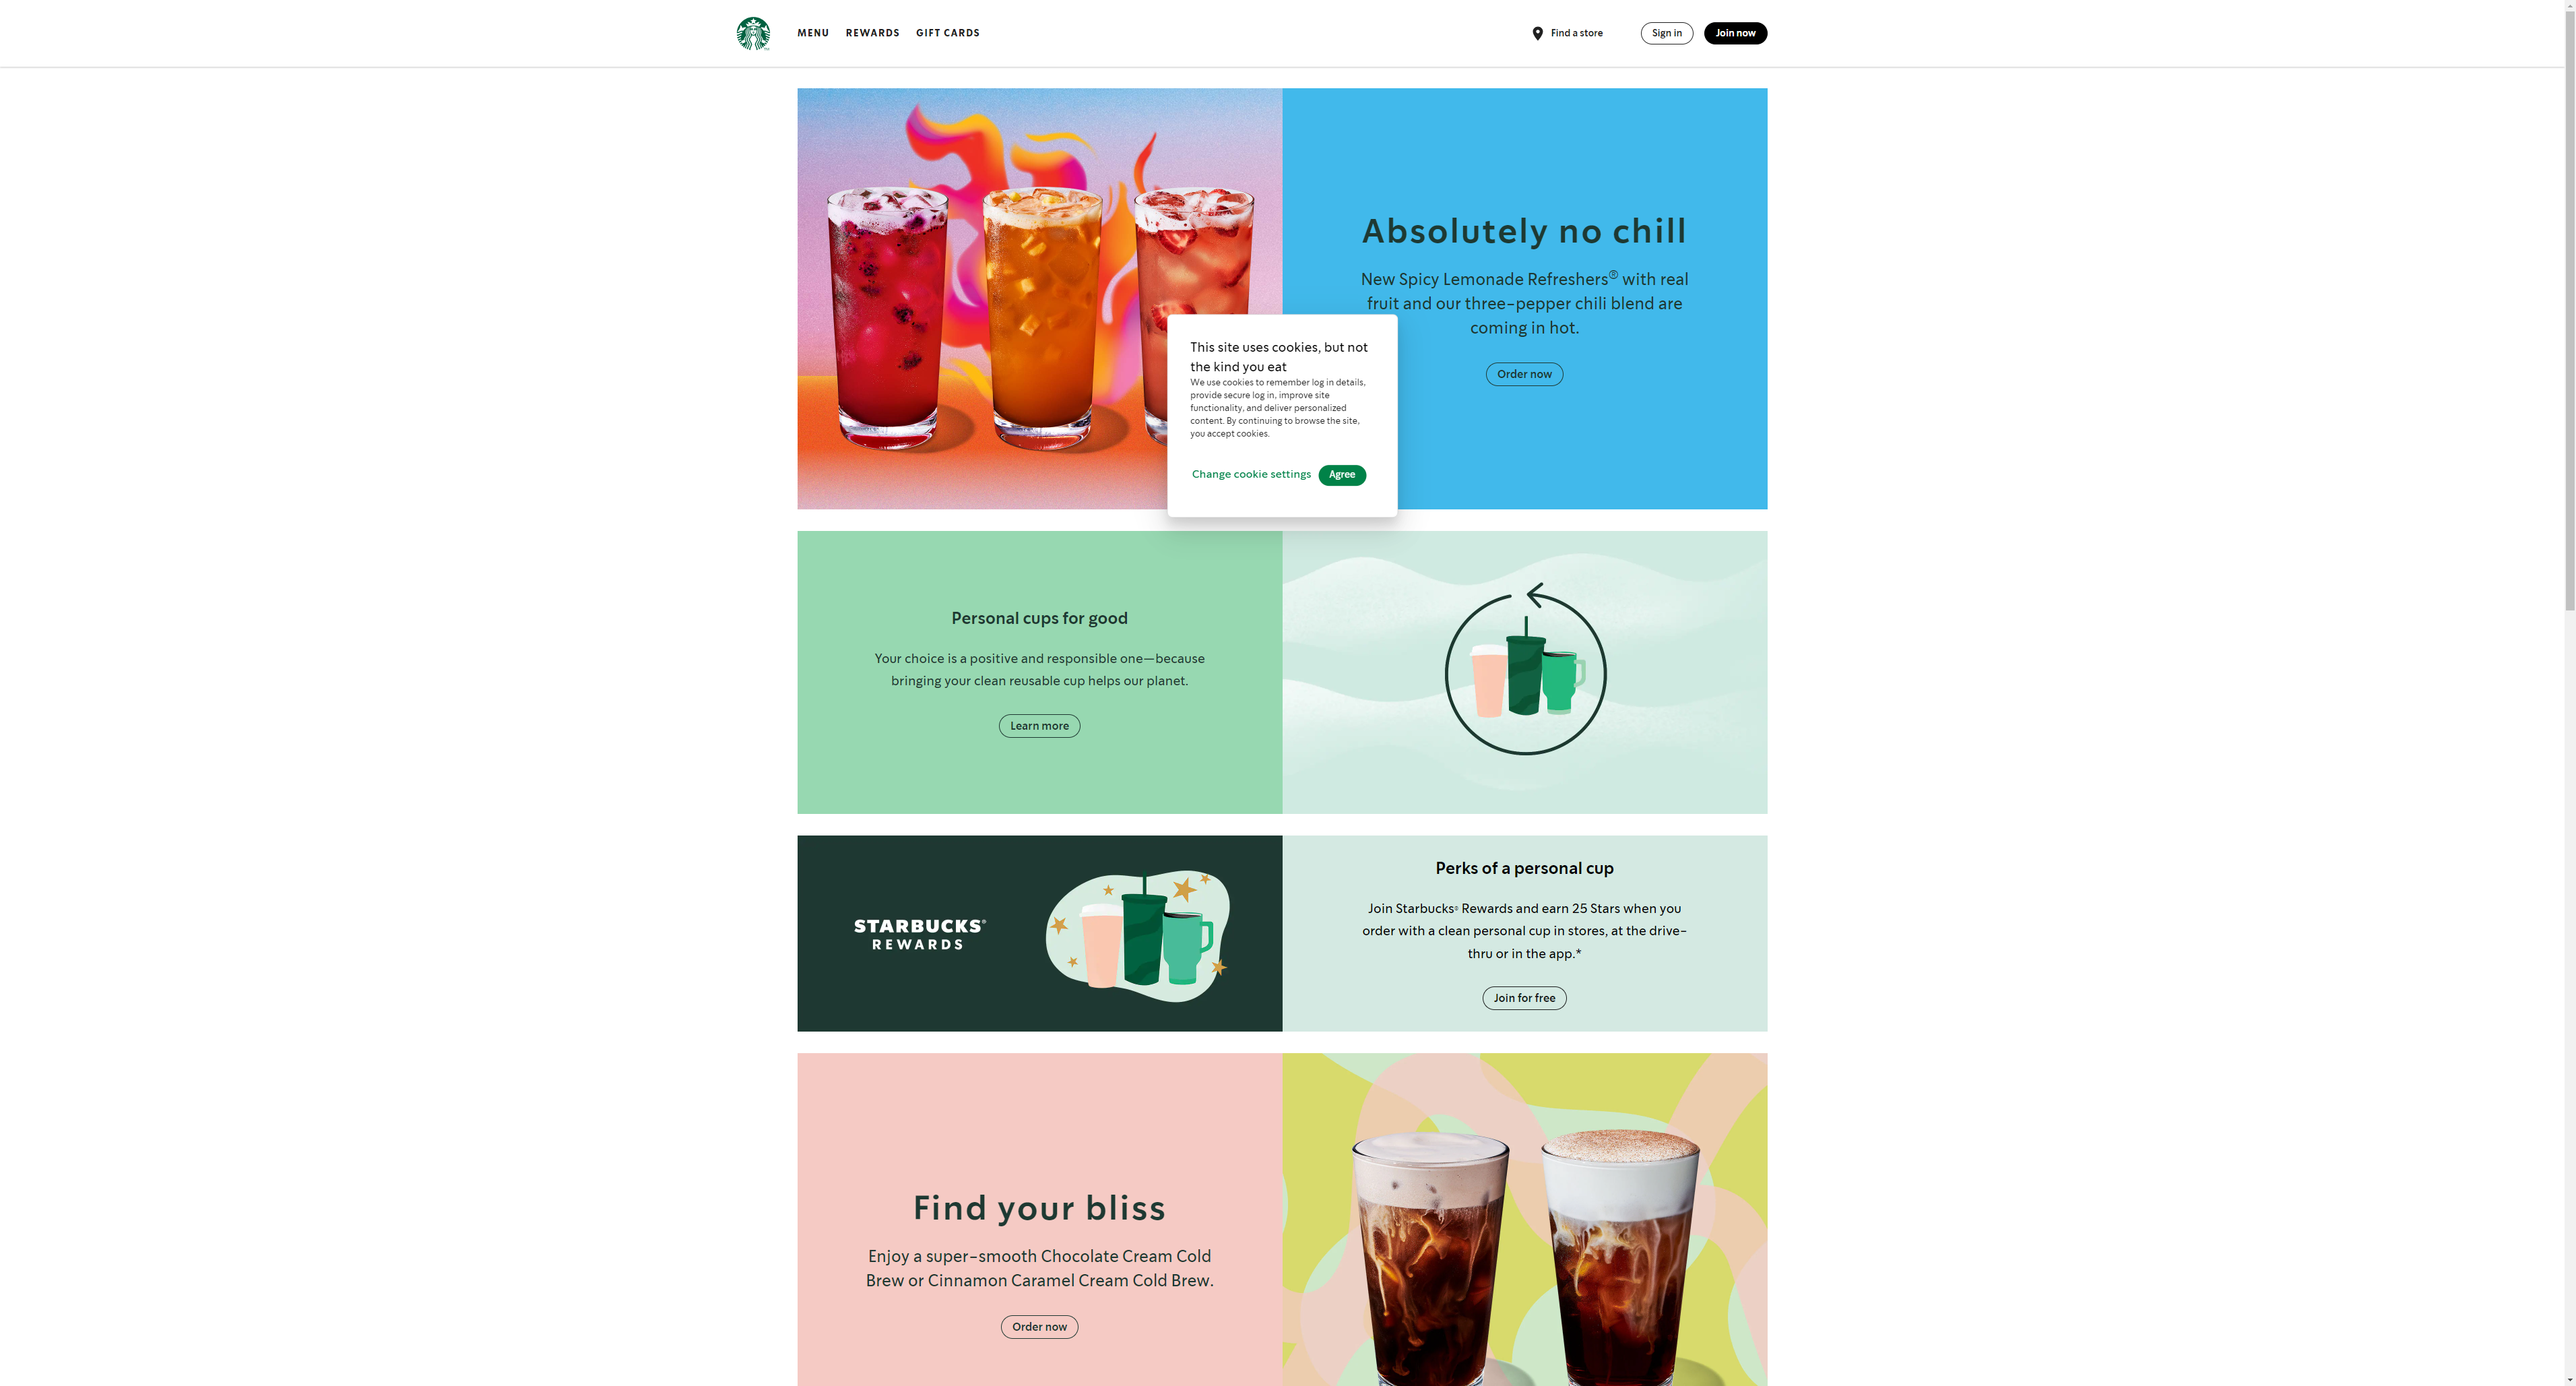 MENU REWARDS GIFT CARDS Find a store Sign in Join now
Absolutely no chill
New Spicy Lemonade Refreshers® with real
fruit and our three-pepper chili blend are
coming in hot.
Order now
This site uses cookies, but not
the kind you eat
We use cookies to remember log in details,
provide secure log in, improve site
functionality, and deliver personalized
content. By continuing to browse the site,
you accept cookies.
Change cookie settings Agree
Personal cups for good
Your choice is a positive and responsible one—because
bringing your clean reusable cup helps our planet.
Learn more
STARBUCKS®
REWARDS
Perks of a personal cup
Join Starbucks® Rewards and earn 25 Stars when you
order with a clean personal cup in stores, at the drive-
thru or in the app.*
Join for free
Find your bliss
Enjoy a super-smooth Chocolate Cream Cold
Brew or Cinnamon Caramel Cream Cold Brew.
Order now